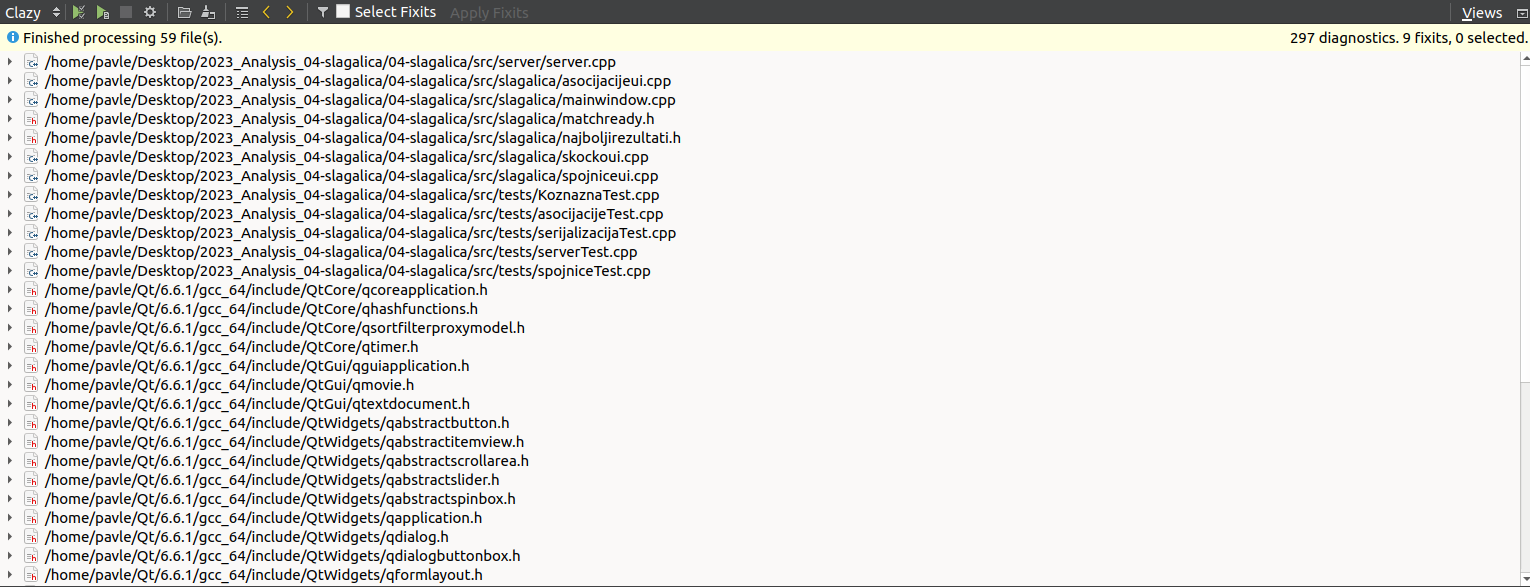 Clazy Select Fixits Apply Fixits Views
Finished processing 59 file(s). 297 diagnostics. 9 fixits, 0 selected.
/home/pavle/Desktop/2023_Analysis_04-slagalica/04-slagalica/src/server/server.cpp
/home/pavle/Desktop/2023_Analysis_04-slagalica/04-slagalica/src/slagalica/asocijacijeui.cpp
/home/pavle/Desktop/2023_Analysis_04-slagalica/04-slagalica/src/slagalica/mainwindow.cpp
/home/pavle/Desktop/2023_Analysis_04-slagalica/04-slagalica/src/slagalica/matchready.h
/home/pavle/Desktop/2023_Analysis_04-slagalica/04-slagalica/src/slagalica/najboljirezultati.h
/home/pavle/Desktop/2023_Analysis_04-slagalica/04-slagalica/src/slagalica/skockoui.cpp
/home/pavle/Desktop/2023_Analysis_04-slagalica/04-slagalica/src/slagalica/spojniceui.cpp
/home/pavle/Desktop/2023_Analysis_04-slagalica/04-slagalica/src/tests/KoznaznaTest.cpp
/home/pavle/Desktop/2023_Analysis_04-slagalica/04-slagalica/src/tests/asocijacijeTest.cpp
/home/pavle/Desktop/2023_Analysis_04-slagalica/04-slagalica/src/tests/serijalizacijaTest.cpp
/home/pavle/Desktop/2023_Analysis_04-slagalica/04-slagalica/src/tests/serverTest.cpp
/home/pavle/Desktop/2023_Analysis_04-slagalica/04-slagalica/src/tests/spojniceTest.cpp
/home/pavle/Qt/6.6.1/gcc_64/include/QtCore/qcoreapplication.h
/home/pavle/Qt/6.6.1/gcc_64/include/QtCore/qhashfunctions.h
/home/pavle/Qt/6.6.1/gcc_64/include/QtCore/qsortfilterproxymodel.h
/home/pavle/Qt/6.6.1/gcc_64/include/QtCore/qtimer.h
/home/pavle/Qt/6.6.1/gcc_64/include/QtGui/qguiapplication.h
/home/pavle/Qt/6.6.1/gcc_64/include/QtGui/qmovie.h
/home/pavle/Qt/6.6.1/gcc_64/include/QtGui/qtextdocument.h
/home/pavle/Qt/6.6.1/gcc_64/include/QtWidgets/qabstractbutton.h
/home/pavle/Qt/6.6.1/gcc_64/include/QtWidgets/qabstractitemview.h
/home/pavle/Qt/6.6.1/gcc_64/include/QtWidgets/qabstractscrollarea.h
/home/pavle/Qt/6.6.1/gcc_64/include/QtWidgets/qabstractslider.h
/home/pavle/Qt/6.6.1/gcc_64/include/QtWidgets/qabstractspinbox.h
/home/pavle/Qt/6.6.1/gcc_64/include/QtWidgets/qapplication.h
/home/pavle/Qt/6.6.1/gcc_64/include/QtWidgets/qdialog.h
/home/pavle/Qt/6.6.1/gcc_64/include/QtWidgets/qdialogbuttonbox.h
/home/pavle/Qt/6.6.1/gcc_64/include/QtWidgets/qformlayout.h